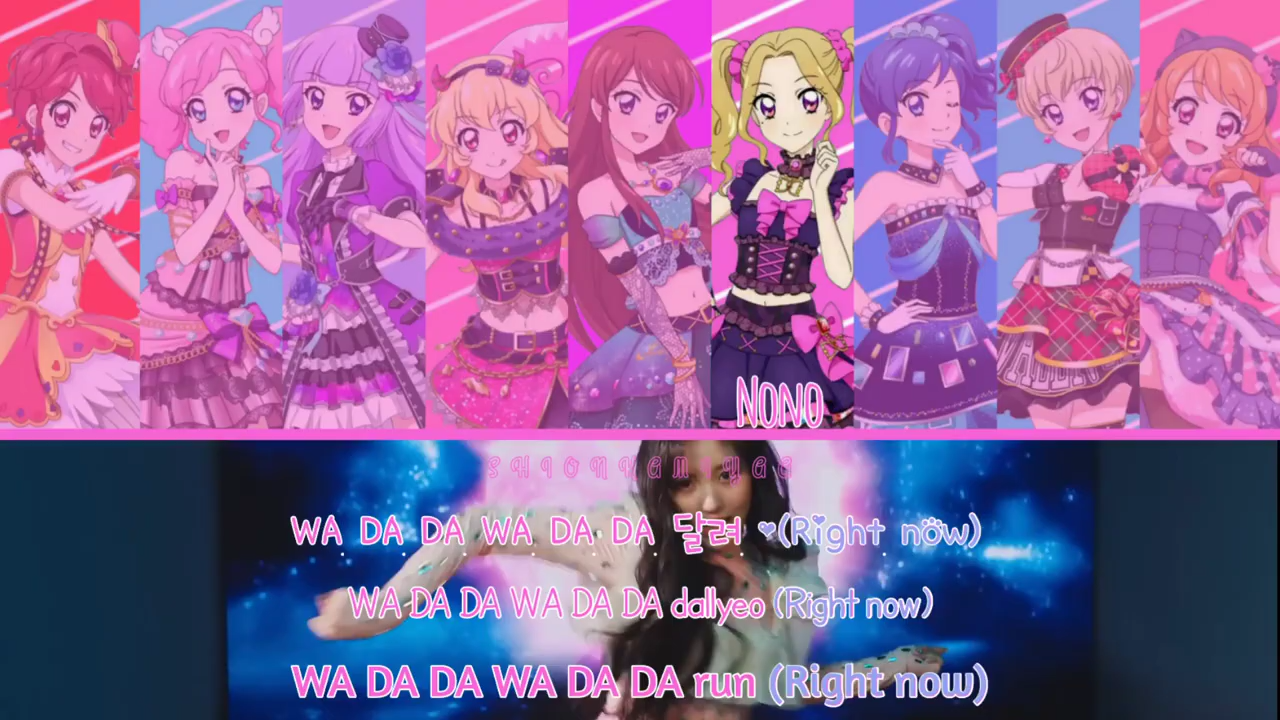 NONO
SHIONKAMIYAA
WA DA DA WA DA DA 달려 ❤(Right now)
WA DA DA WA DA DA dallyeo (Right now)
WA DA DA WA DA DA run (Right now)